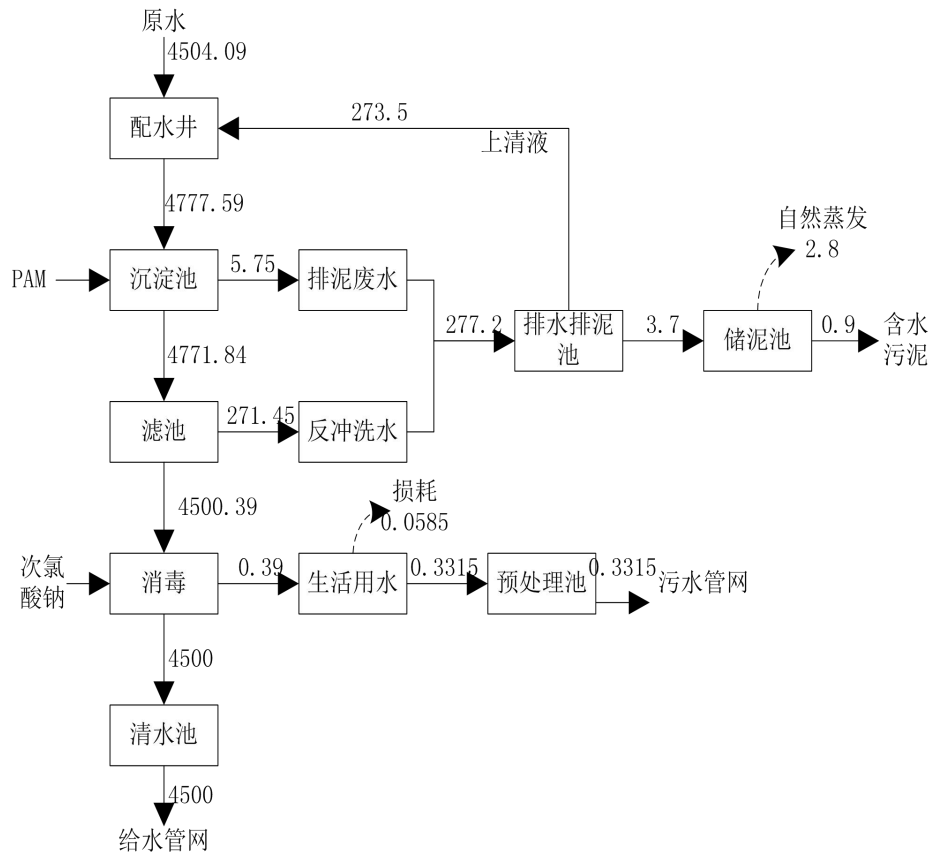 原水
4504.09
配水井
273.5
上清液
4777.59
自然蒸发
2.8
PAM
沉淀池
5.75
排泥废水
277.2
排水排泥
池
3.7
储泥池
0.9
含水
污泥
4771.84
滤池
271.45
反冲洗水
4500.39
损耗
0.0585
次氯
酸钠
消毒
0.39
生活用水
0.3315
预处理池
0.3315
污水管网
4500
清水池
4500
给水管网